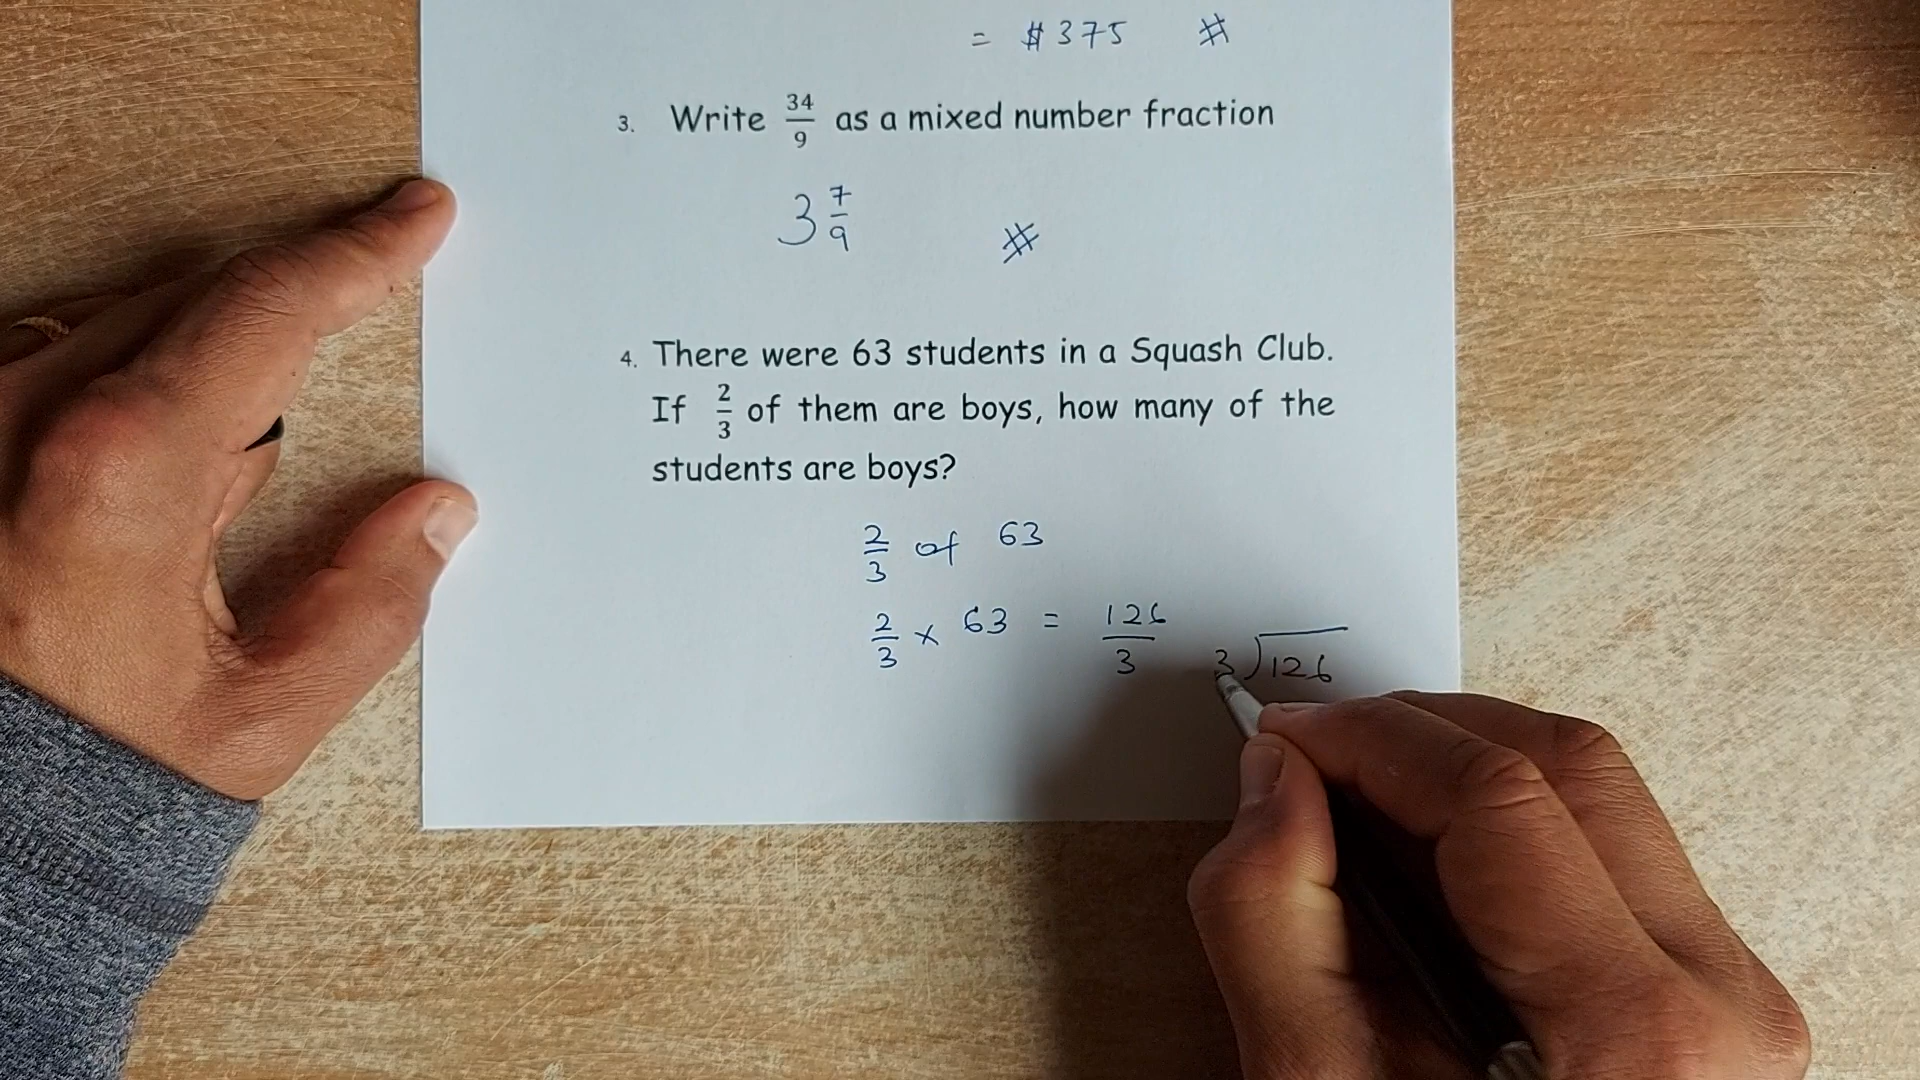 = $375 #
3. Write 34/9 as a mixed number fraction
3 7/9 #
4. There were 63 students in a Squash Club.
If 2/3 of them are boys, how many of the
students are boys?
2/3 of 63
2/3 × 63 = 126/3 3)126